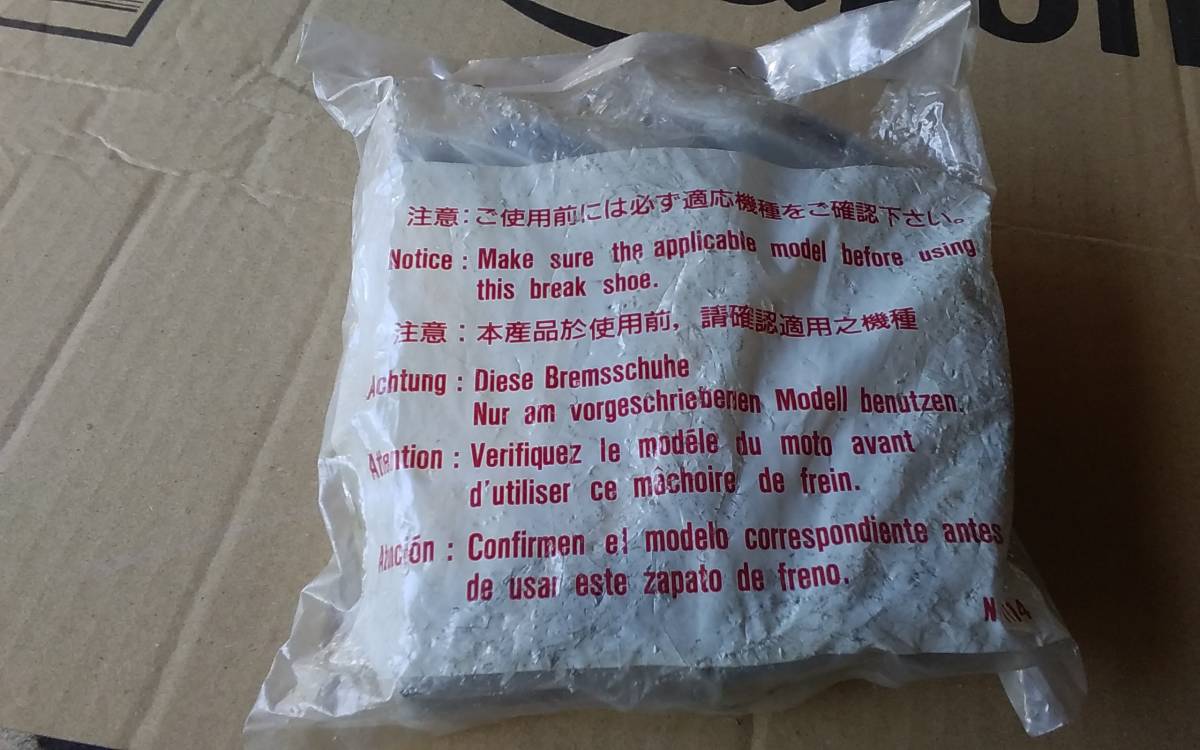 注意：ご使用前には必ず適応機種をご確認下さい。
Notice : Make sure the applicable model before using
this break shoe.
注意：本産品於使用前，請確認適用之機種
Achtung : Diese Bremsschuhe
Nur am vorgeschriebenen Modell benutzen.
Attention : Verifiquez le modéle du moto avant
d'utiliser ce mâchoire de frein.
Atención : Confirmen el modelo correspondiente antes
de usar este zapato de freno.